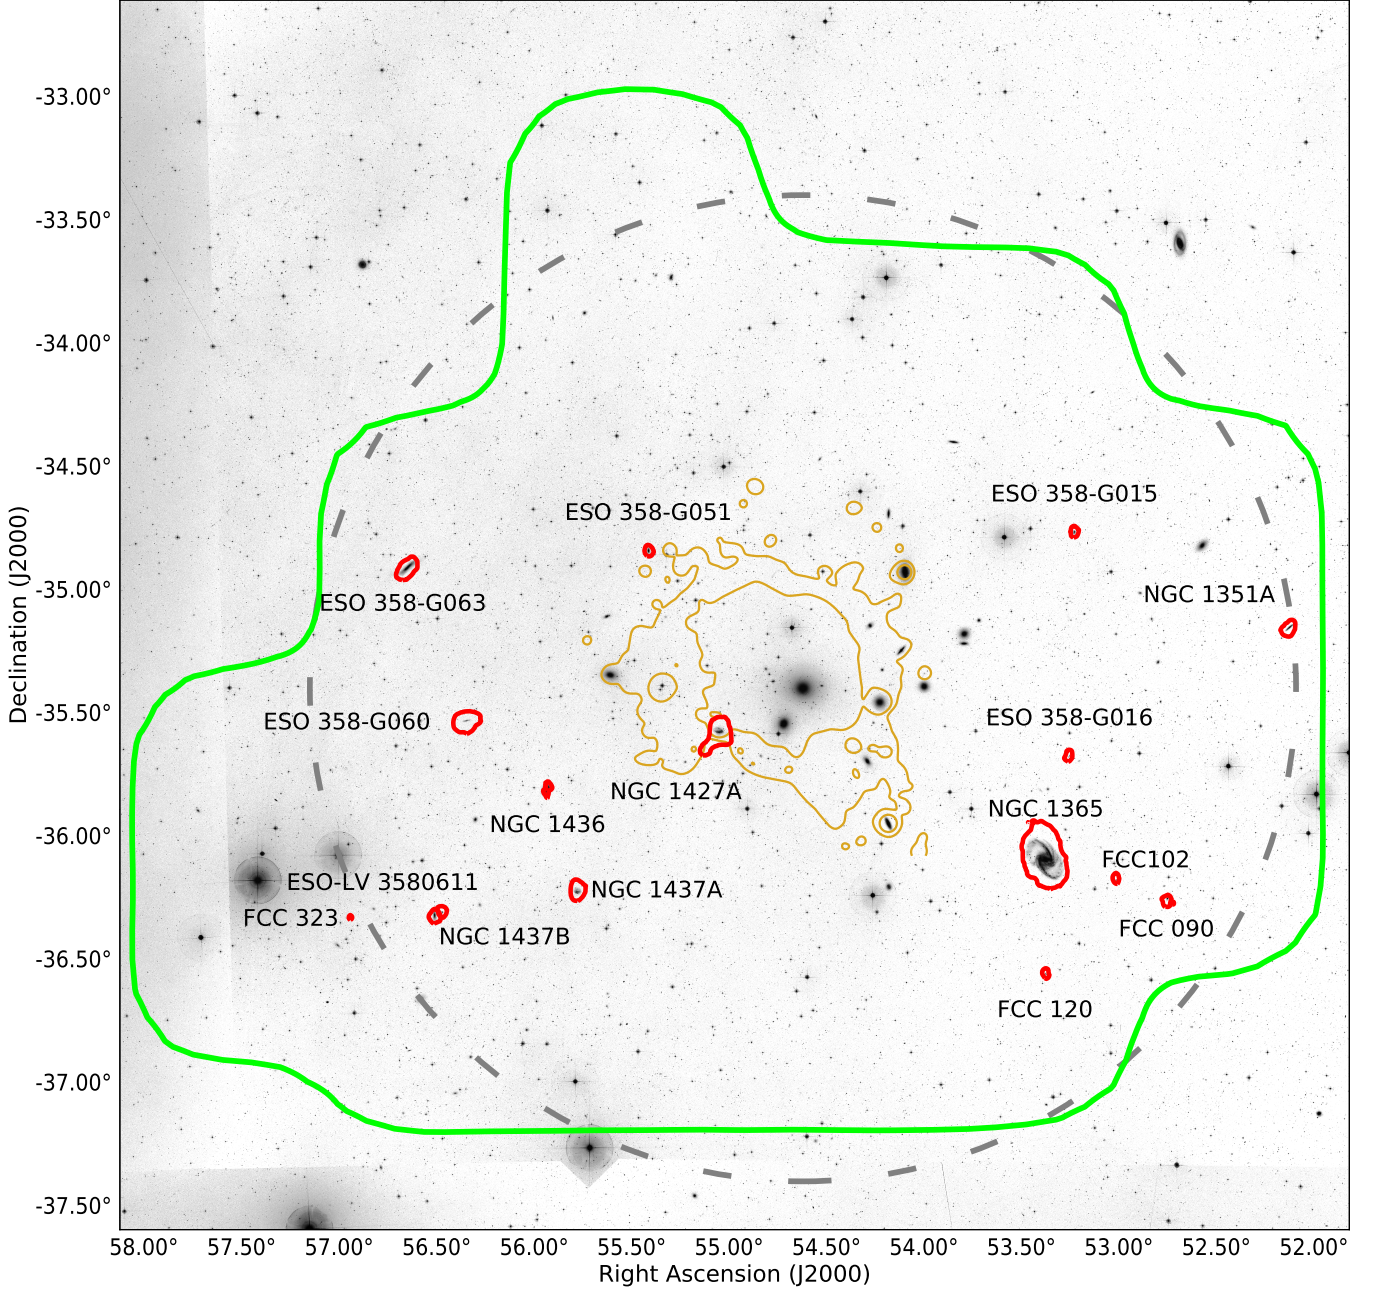 -33.00°
-33.50°
-34.00°
-34.50°
-35.00°
-35.50°
-36.00°
-36.50°
-37.00°
-37.50°
Declination (J2000)
ESO 358-G015
ESO 358-G051
NGC 1351A
ESO 358-G063
ESO 358-G016
ESO 358-G060
NGC 1427A
NGC 1365
NGC 1436
FCC102
ESO-LV 3580611
NGC 1437A
FCC 323
FCC 090
NGC 1437B
FCC 120
58.00° 57.50° 57.00° 56.50° 56.00° 55.50° 55.00° 54.50° 54.00° 53.50° 53.00° 52.50° 52.00°
Right Ascension (J2000)